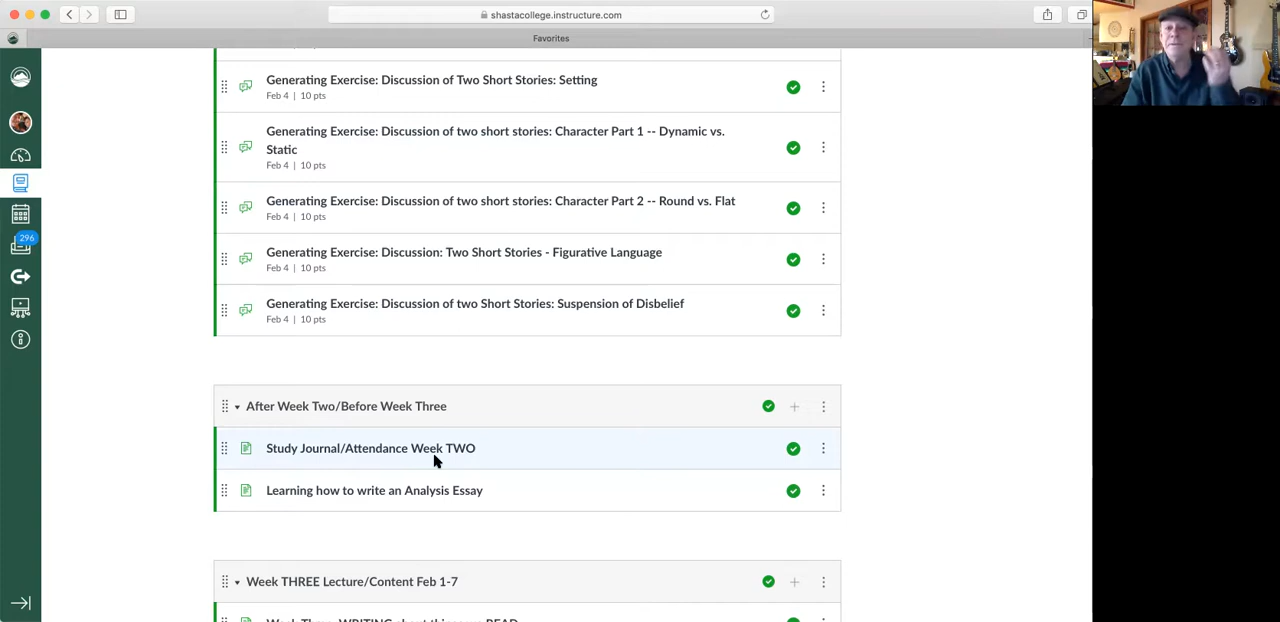 shastacollege.instructure.com
Favorites
Generating Exercise: Discussion of Two Short Stories: Setting
Feb 4 | 10 pts
Generating Exercise: Discussion of two short stories: Character Part 1 -- Dynamic vs.
Static
Feb 4 | 10 pts
Generating Exercise: Discussion of two short stories: Character Part 2 -- Round vs. Flat
Feb 4 | 10 pts
296
Generating Exercise: Discussion: Two Short Stories - Figurative Language
Feb 4 | 10 pts
Generating Exercise: Discussion of two Short Stories: Suspension of Disbelief
Feb 4 | 10 pts
After Week Two/Before Week Three
Study Journal/Attendance Week TWO
Learning how to write an Analysis Essay
Week THREE Lecture/Content Feb 1-7